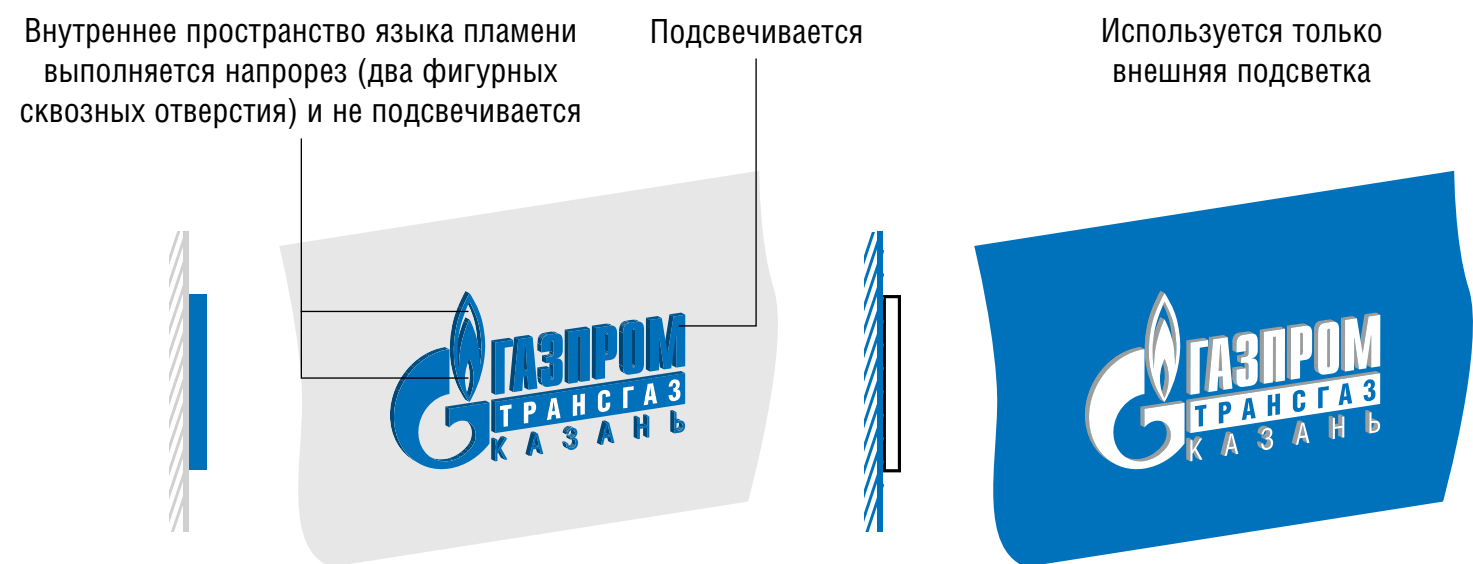 Внутреннее пространство языка пламени
выполняется напрорез (два фигурных
сквозных отверстия) и не подсвечивается
Подсвечивается
Используется только
внешняя подсветка
ГАЗПРОМ
ТРАНСГАЗ
КАЗАНЬ
ГАЗПРОМ
ТРАНСГАЗ
КАЗАНЬ